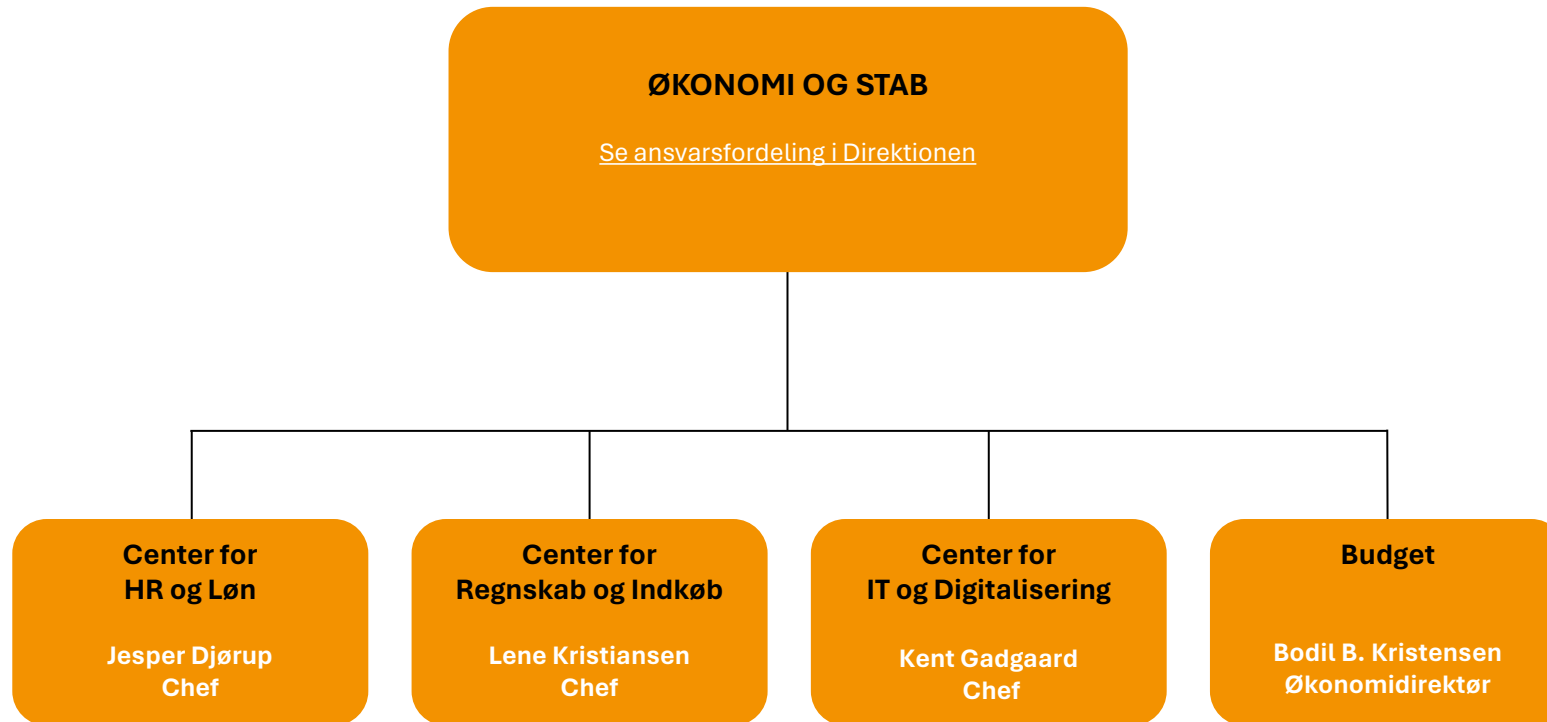 ØKONOMI OG STAB
Se ansvarsfordeling i Direktionen
Center for
HR og Løn
Jesper Djørup
Chef
Center for
Regnskab og Indkøb
Lene Kristiansen
Chef
Center for
IT og Digitalisering
Kent Gadgaard
Chef
Budget
Bodil B. Kristensen
Økonomidirektør